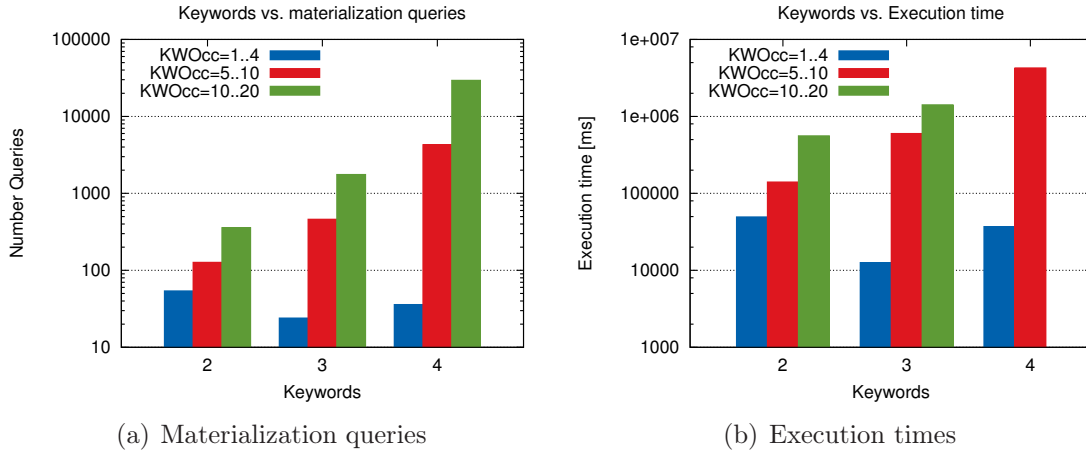 Keywords vs. materialization queries
100000
10000
1000
100
10
Number Queries
KWOcc=1..4
KWOcc=5..10
KWOcc=10..20
2 3 4
Keywords
(a) Materialization queries
Keywords vs. Execution time
1e+007
1e+006
100000
10000
1000
Execution time [ms]
KWOcc=1..4
KWOcc=5..10
KWOcc=10..20
2 3 4
Keywords
(b) Execution times